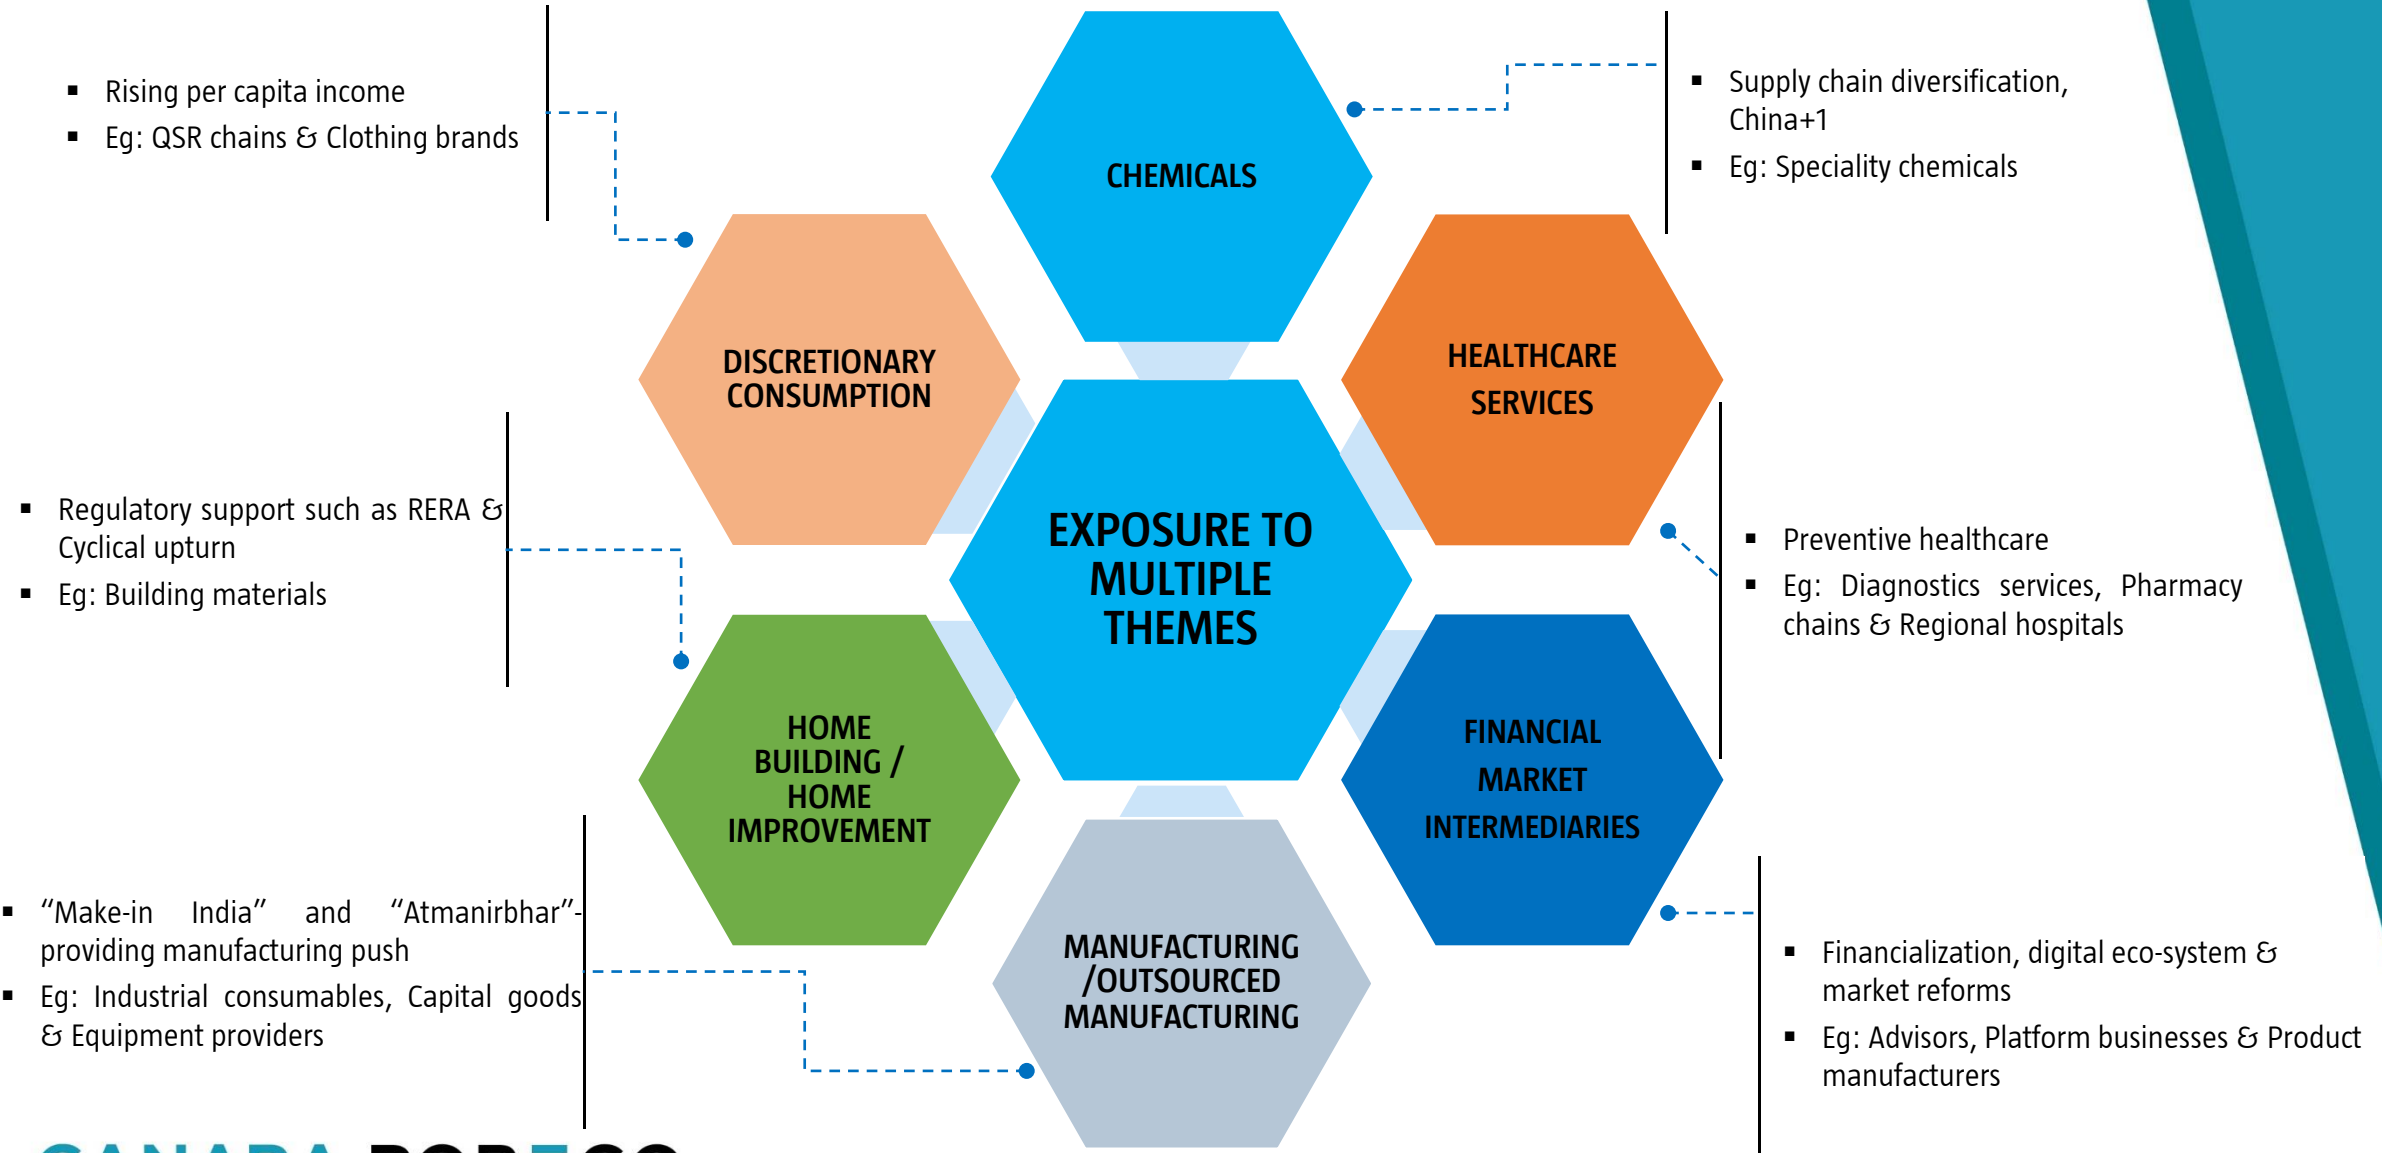 Rising per capita income
Eg: QSR chains & Clothing brands
CHEMICALS
Supply chain diversification,
China+1
Eg: Speciality chemicals
DISCRETIONARY
CONSUMPTION
HEALTHCARE
SERVICES
Regulatory support such as RERA &
Cyclical upturn
Eg: Building materials
EXPOSURE TO
MULTIPLE
THEMES
Preventive healthcare
Eg: Diagnostics services, Pharmacy
chains & Regional hospitals
HOME
BUILDING /
HOME
IMPROVEMENT
FINANCIAL
MARKET
INTERMEDIARIES
“Make-in India” and “Atmanirbhar”-
providing manufacturing push
Eg: Industrial consumables, Capital goods
& Equipment providers
MANUFACTURING
/OUTSOURCED
MANUFACTURING
Financialization, digital eco-system &
market reforms
Eg: Advisors, Platform businesses & Product
manufacturers
CANARA ROBECO